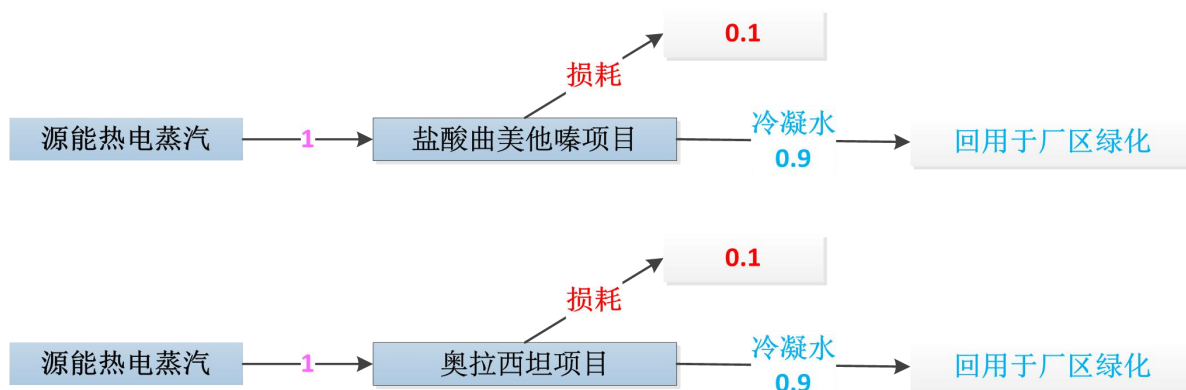 0.1
损耗
源能热电蒸汽
1
盐酸曲美他嗪项目
冷凝水
0.9
回用于厂区绿化
0.1
损耗
源能热电蒸汽
1
奥拉西坦项目
冷凝水
0.9
回用于厂区绿化